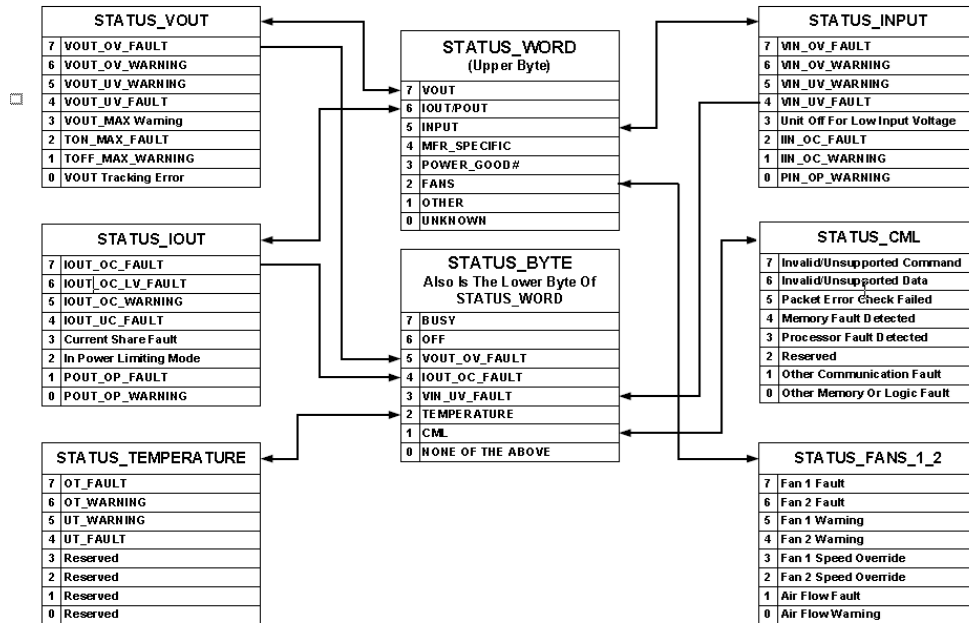 STATUS_VOUT
7 VOUT_OV_FAULT
6 VOUT_OV_WARNING
5 VOUT_UV_WARNING
4 VOUT_UV_FAULT
3 VOUT_MAX Warning
2 TON_MAX_FAULT
1 TOFF_MAX_WARNING
0 VOUT Tracking Error
STATUS_IOUT
7 IOUT_OC_FAULT
6 IOUT_OC_LV_FAULT
5 IOUT_OC_WARNING
4 IOUT_UC_FAULT
3 Current Share Fault
2 In Power Limiting Mode
1 POUT_OP_FAULT
0 POUT_OP_WARNING
STATUS_TEMPERATURE
7 OT_FAULT
6 OT_WARNING
5 UT_WARNING
4 UT_FAULT
3 Reserved
2 Reserved
1 Reserved
0 Reserved
STATUS_WORD
(Upper Byte)
7 VOUT
6 IOUT/POUT
5 INPUT
4 MFR_SPECIFIC
3 POWER_GOOD#
2 FANS
1 OTHER
0 UNKNOWN
STATUS_BYTE
Also Is The Lower Byte Of
STATUS_WORD
7 BUSY
6 OFF
5 VOUT_OV_FAULT
4 IOUT_OC_FAULT
3 VIN_UV_FAULT
2 TEMPERATURE
1 CML
0 NONE OF THE ABOVE
STATUS_INPUT
7 VIN_OV_FAULT
6 VIN_OV_WARNING
5 VIN_UV_WARNING
4 VIN_UV_FAULT
3 Unit Off For Low Input Voltage
2 IIN_OC_FAULT
1 IIN_OC_WARNING
0 PIN_OP_WARNING
STATUS_CML
7 Invalid/Unsupported Command
6 Invalid/Unsupported Data
5 Packet Error Check Failed
4 Memory Fault Detected
3 Processor Fault Detected
2 Reserved
1 Other Communication Fault
0 Other Memory Or Logic Fault
STATUS_FANS_1_2
7 Fan 1 Fault
6 Fan 2 Fault
5 Fan 1 Warning
4 Fan 2 Warning
3 Fan 1 Speed Override
2 Fan 2 Speed Override
1 Air Flow Fault
0 Air Flow Warning